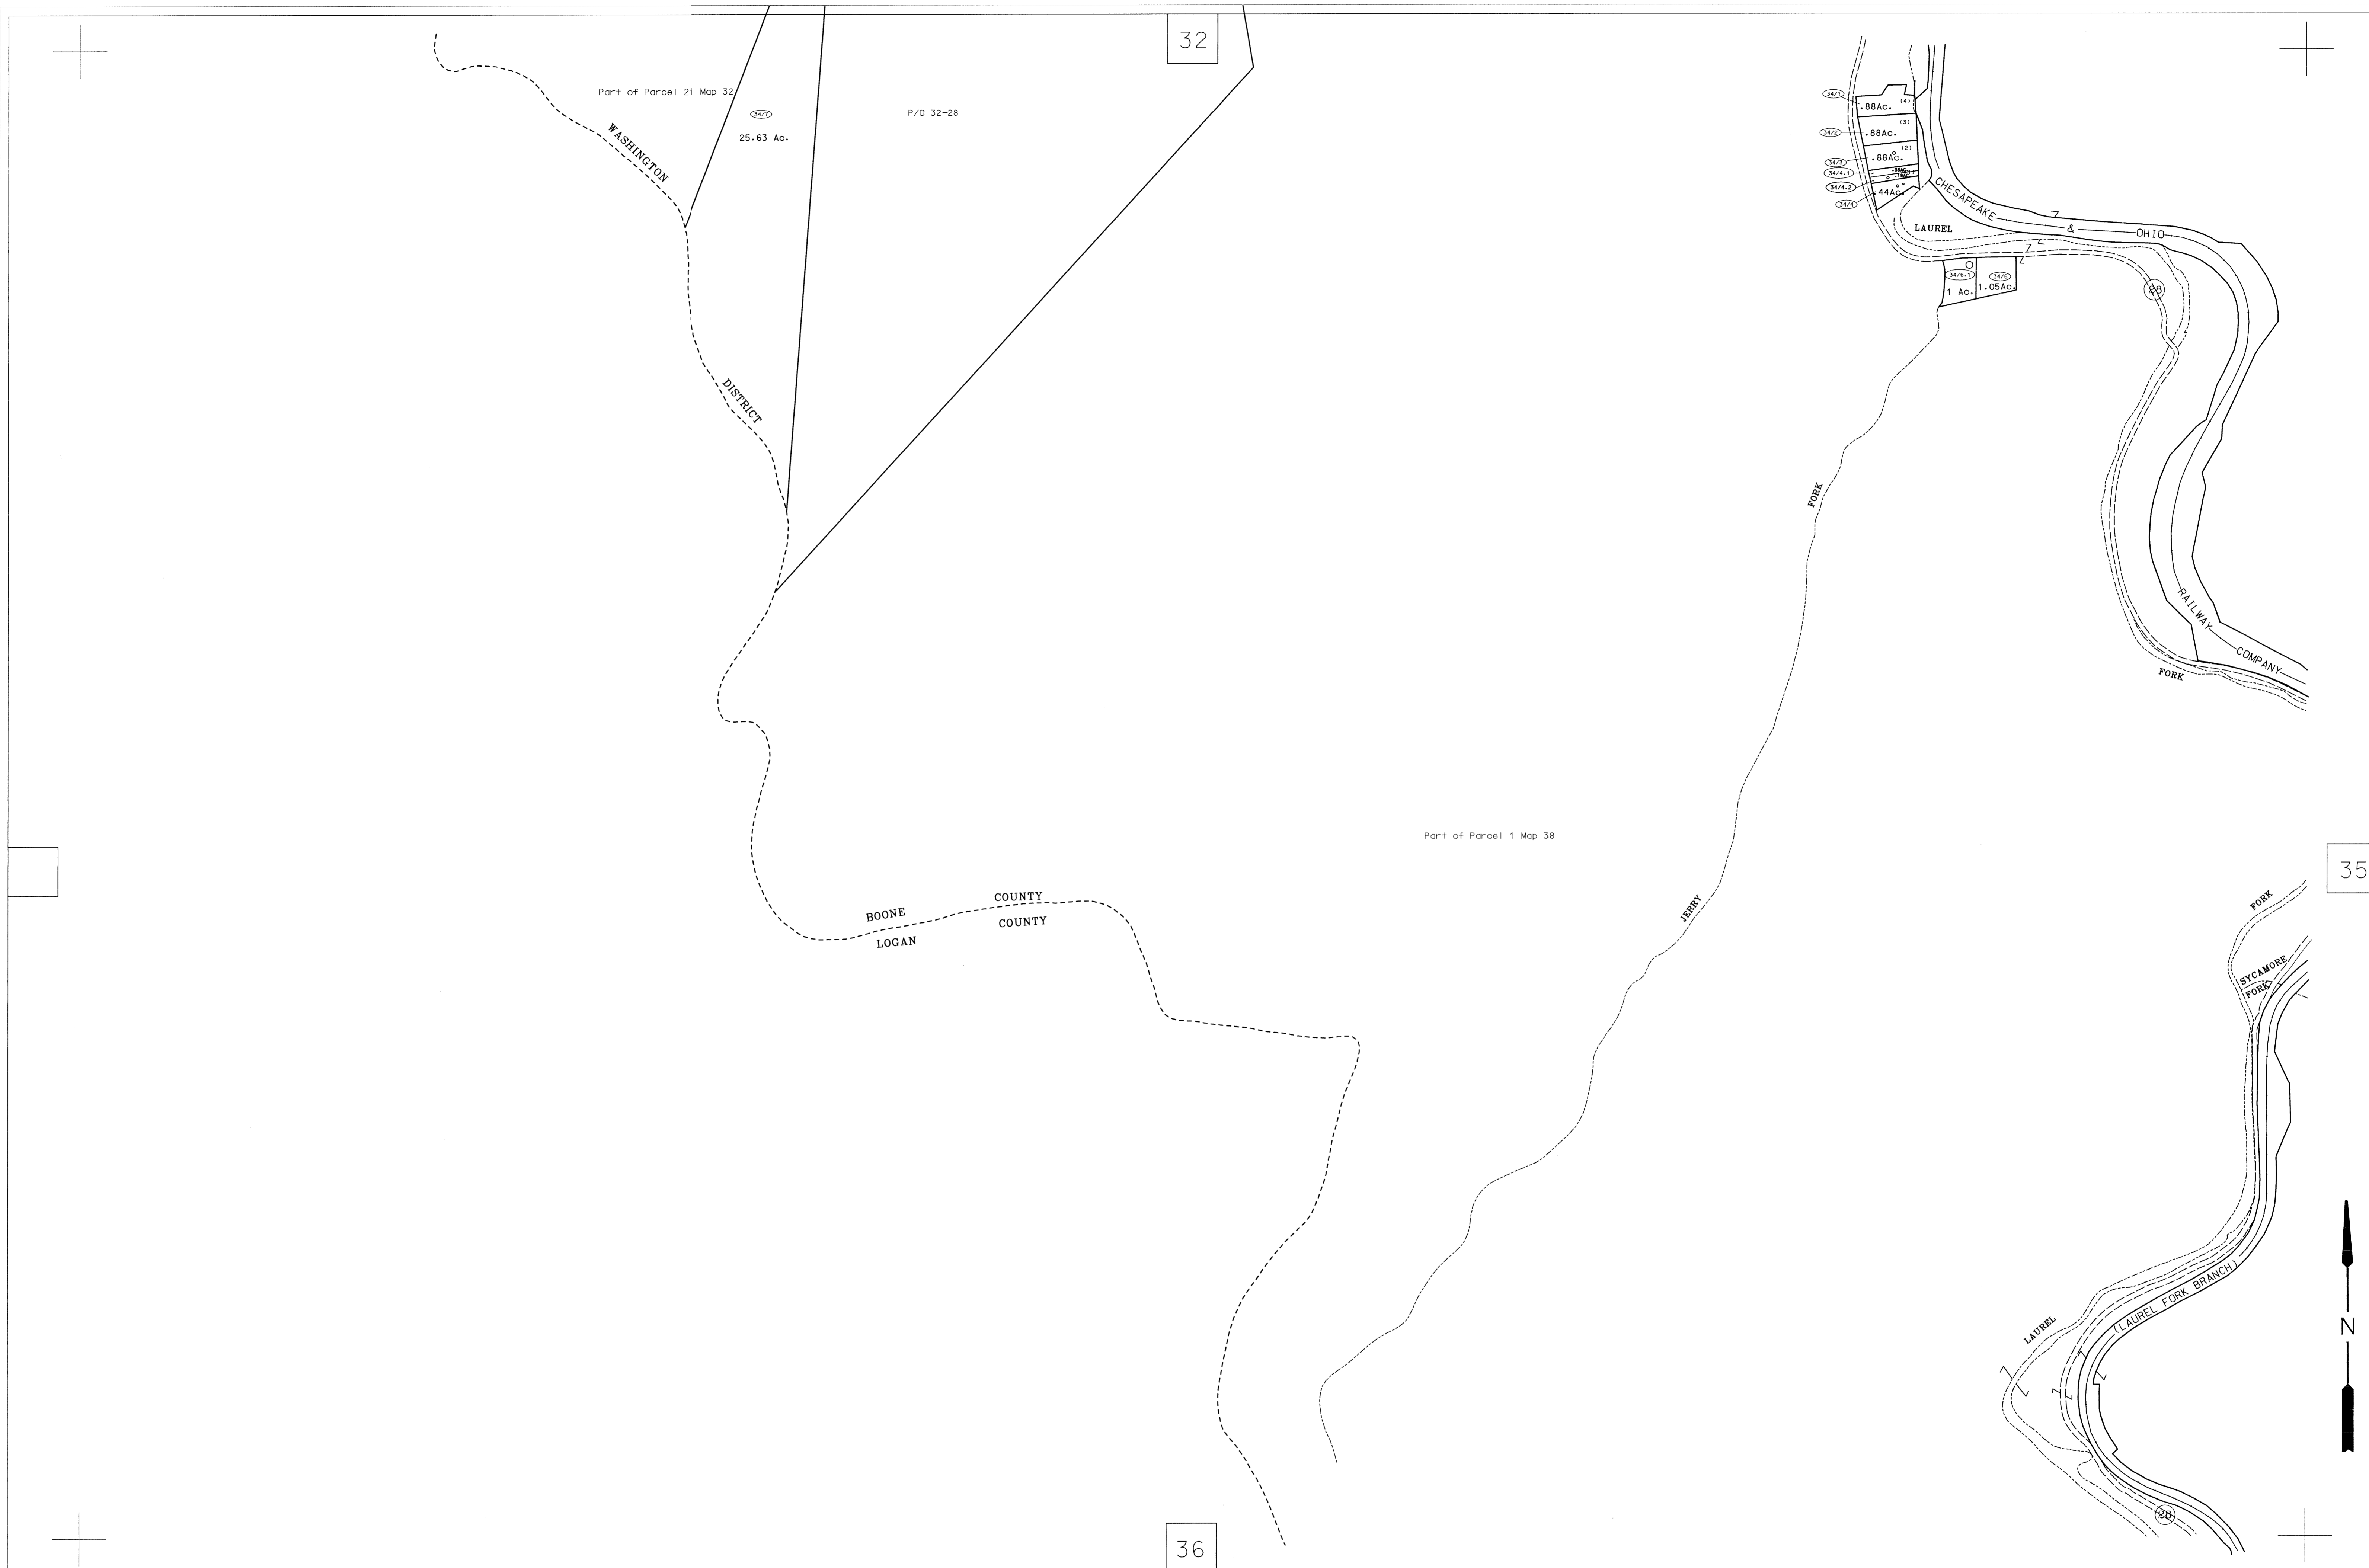 32
Part of Parcel 21 Map 32
34/7
25.63 Ac.
P/O 32-28
WASHINGTON
DISTRICT
34/1
.88Ac.
(4)
34/2
.88Ac.
(3)
34/3
.88Ac.
(2)
34/4.1
34/4.2
34/4
.44Ac.
CHESAPEAKE & OHIO
LAUREL
34/6.1
1 Ac.
34/6
1.05Ac.
28
FORK
RAILWAY
COMPANY
FORK
Part of Parcel 1 Map 38
35
JERRY
BOONE COUNTY
LOGAN COUNTY
FORK
SYCAMORE
FORK
(LAUREL FORK BRANCH)
LAUREL
N
28
36